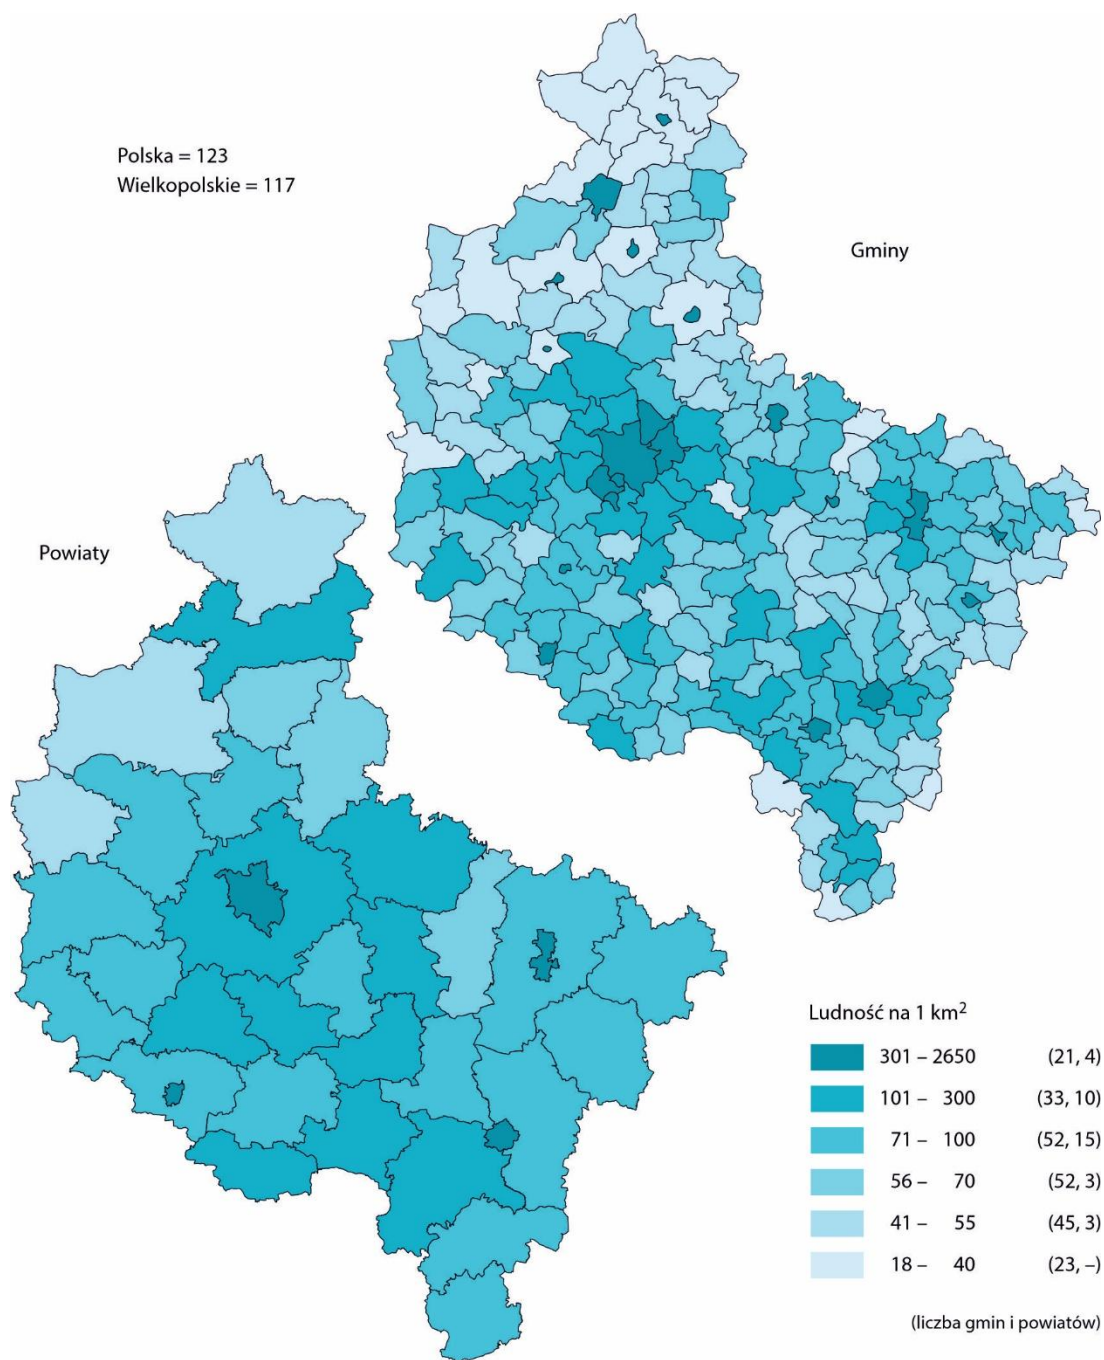 Polska = 123
Wielkopolskie = 117
Gminy
Powiaty
Ludność na 1 km²
301 – 2650 (21, 4)
101 – 300 (33, 10)
71 – 100 (52, 15)
56 – 70 (52, 3)
41 – 55 (45, 3)
18 – 40 (23, –)
(liczba gmin i powiatów)